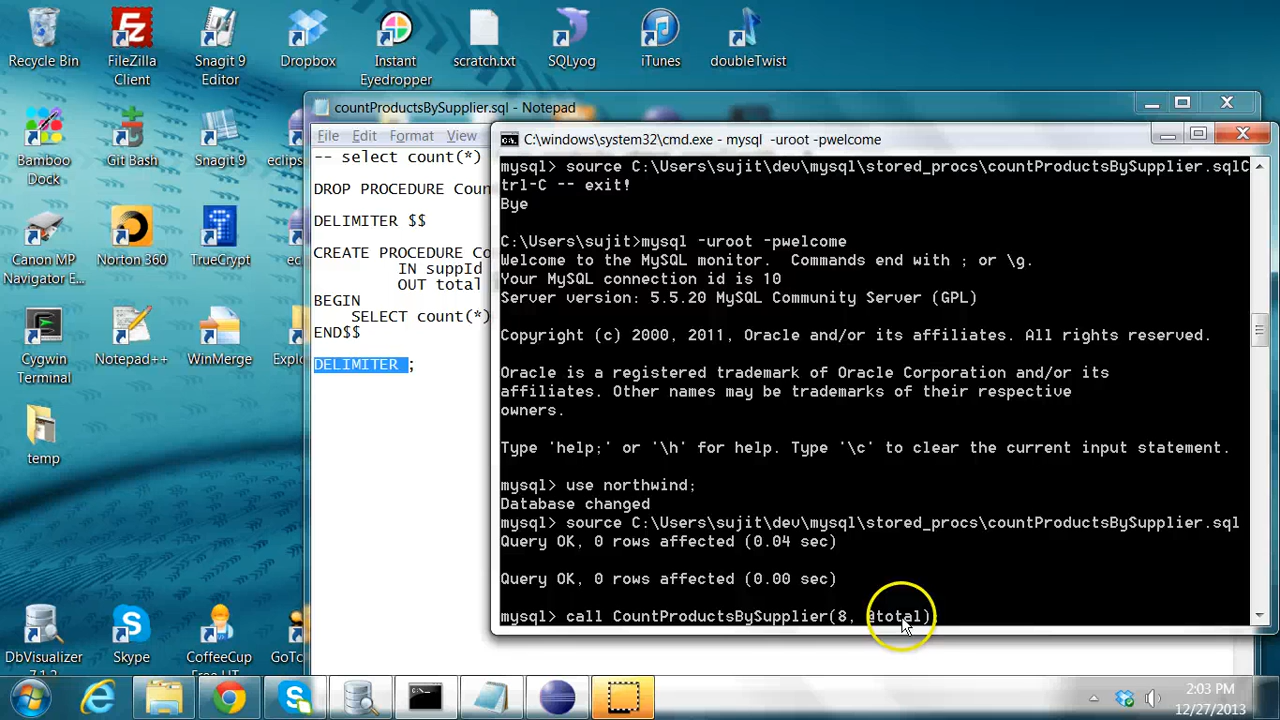 Recycle Bin
FileZilla
Client
Snagit 9
Editor
Dropbox
Instant
Eyedropper
scratch.txt
SQLyog
iTunes
doubleTwist
Bamboo
Dock
Git Bash
Snagit 9
eclips
Canon MP
Navigator E...
Norton 360
TrueCrypt
ec
Cygwin
Terminal
Notepad++
WinMerge
Explo
temp
DbVisualizer
7.1.2
Skype
CoffeeCup
Free HT
GoTo
countProductsBySupplier.sql - Notepad
File Edit Format View
-- select count(*)
DROP PROCEDURE Coun
DELIMITER $$
CREATE PROCEDURE Co
IN suppId
OUT total
BEGIN
SELECT count(*)
END$$
DELIMITER ;
C:\windows\system32\cmd.exe - mysql -uroot -pwelcome
mysql> source C:\Users\sujit\dev\mysql\stored_procs\countProductsBySupplier.sqlC
trl-C -- exit!
Bye
C:\Users\sujit>mysql -uroot -pwelcome
Welcome to the MySQL monitor. Commands end with ; or \g.
Your MySQL connection id is 10
Server version: 5.5.20 MySQL Community Server (GPL)
Copyright (c) 2000, 2011, Oracle and/or its affiliates. All rights reserved.
Oracle is a registered trademark of Oracle Corporation and/or its
affiliates. Other names may be trademarks of their respective
owners.
Type 'help;' or '\h' for help. Type '\c' to clear the current input statement.
mysql> use northwind;
Database changed
mysql> source C:\Users\sujit\dev\mysql\stored_procs\countProductsBySupplier.sql
Query OK, 0 rows affected (0.04 sec)
Query OK, 0 rows affected (0.00 sec)
mysql> call CountProductsBySupplier(8, @total)
2:03 PM
12/27/2013